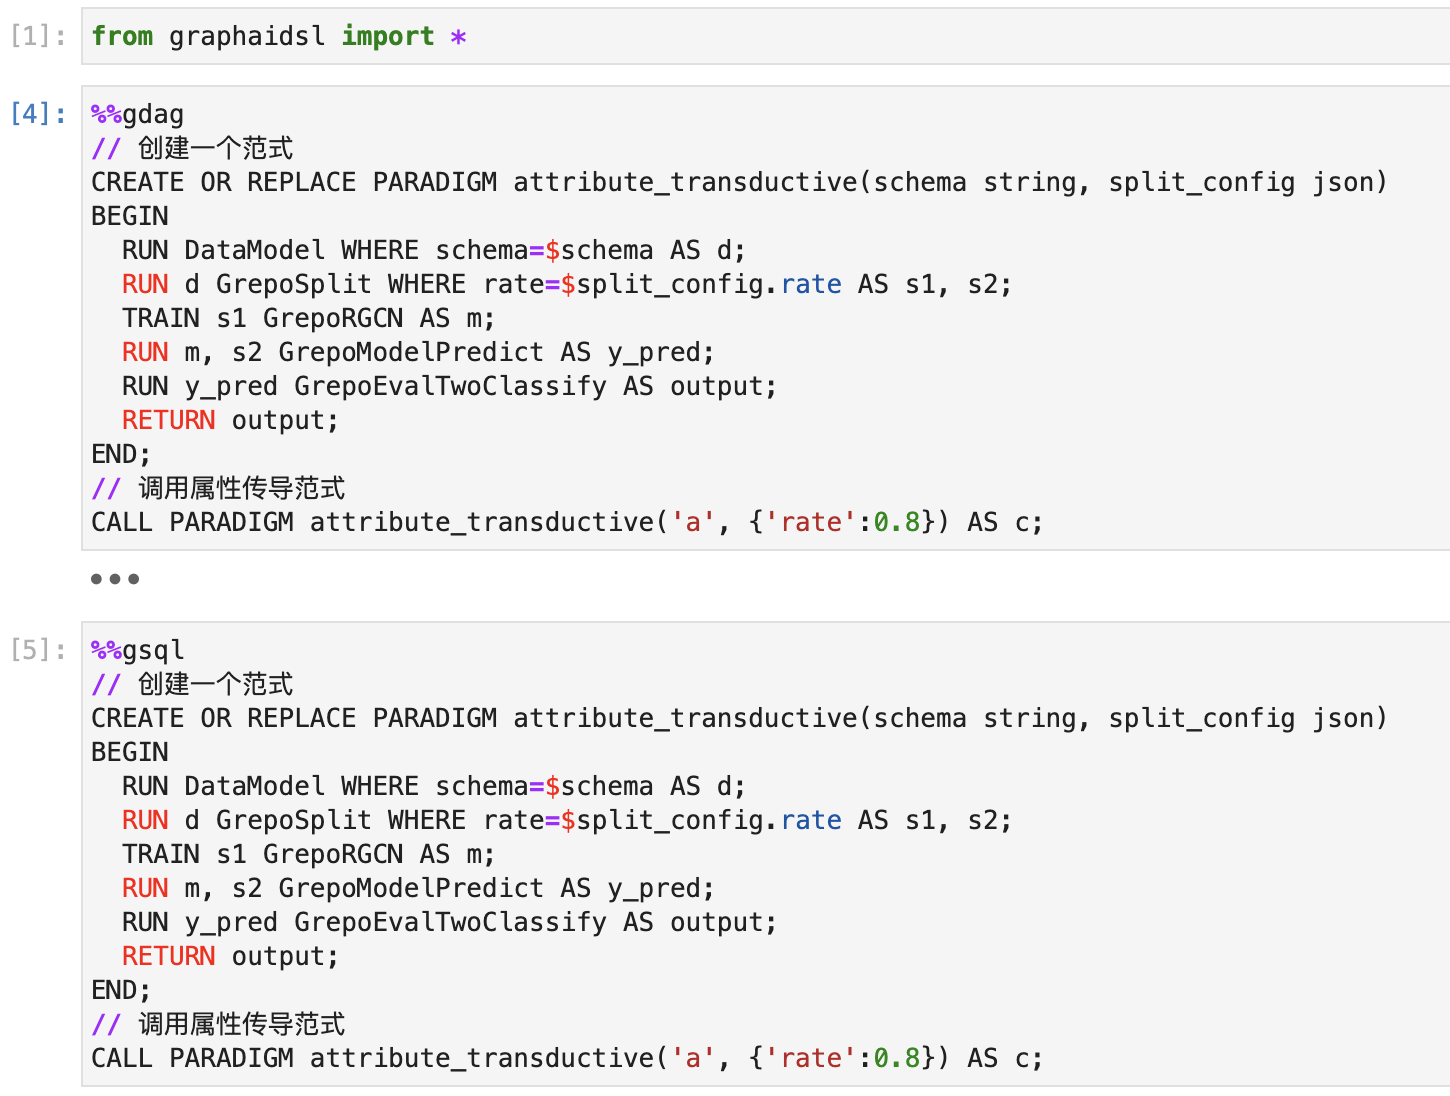 [1]: from graphaidsl import *
[4]: %%gdag
// 创建一个范式
CREATE OR REPLACE PARADIGM attribute_transductive(schema string, split_config json)
BEGIN
  RUN DataModel WHERE schema=$schema AS d;
  RUN d GrepoSplit WHERE rate=$split_config.rate AS s1, s2;
  TRAIN s1 GrepoRGCN AS m;
  RUN m, s2 GrepoModelPredict AS y_pred;
  RUN y_pred GrepoEvalTwoClassify AS output;
  RETURN output;
END;
// 调用属性传导范式
CALL PARADIGM attribute_transductive('a', {'rate':0.8}) AS c;
[5]: %%gsql
// 创建一个范式
CREATE OR REPLACE PARADIGM attribute_transductive(schema string, split_config json)
BEGIN
  RUN DataModel WHERE schema=$schema AS d;
  RUN d GrepoSplit WHERE rate=$split_config.rate AS s1, s2;
  TRAIN s1 GrepoRGCN AS m;
  RUN m, s2 GrepoModelPredict AS y_pred;
  RUN y_pred GrepoEvalTwoClassify AS output;
  RETURN output;
END;
// 调用属性传导范式
CALL PARADIGM attribute_transductive('a', {'rate':0.8}) AS c;